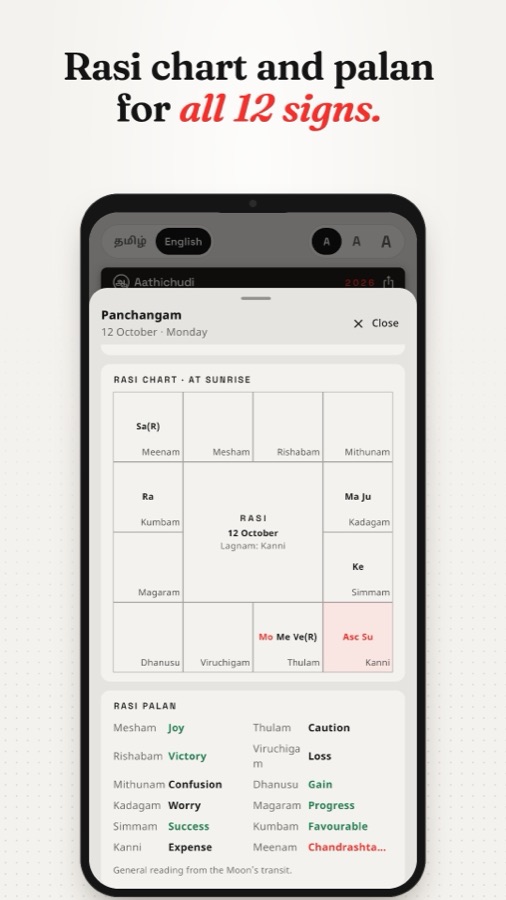 Rasi chart and palan
for all 12 signs.
தமிழ் English A A A
ஆ Aathichudi 2026
Panchangam
12 October · Monday
Close
RASI CHART · AT SUNRISE
Sa(R)
Meenam Mesham Rishabam Mithunam
Ra Ma Ju
Kumbam Kadagam
RASI
12 October
Lagnam: Kanni
Ke
Magaram Simmam
Mo Me Ve(R) Asc Su
Dhanusu Viruchigam Thulam Kanni
RASI PALAN
Mesham Joy Thulam Caution
Rishabam Victory Viruchiga
m Loss
Mithunam Confusion Dhanusu Gain
Kadagam Worry Magaram Progress
Simmam Success Kumbam Favourable
Kanni Expense Meenam Chandrashta...
General reading from the Moon's transit.